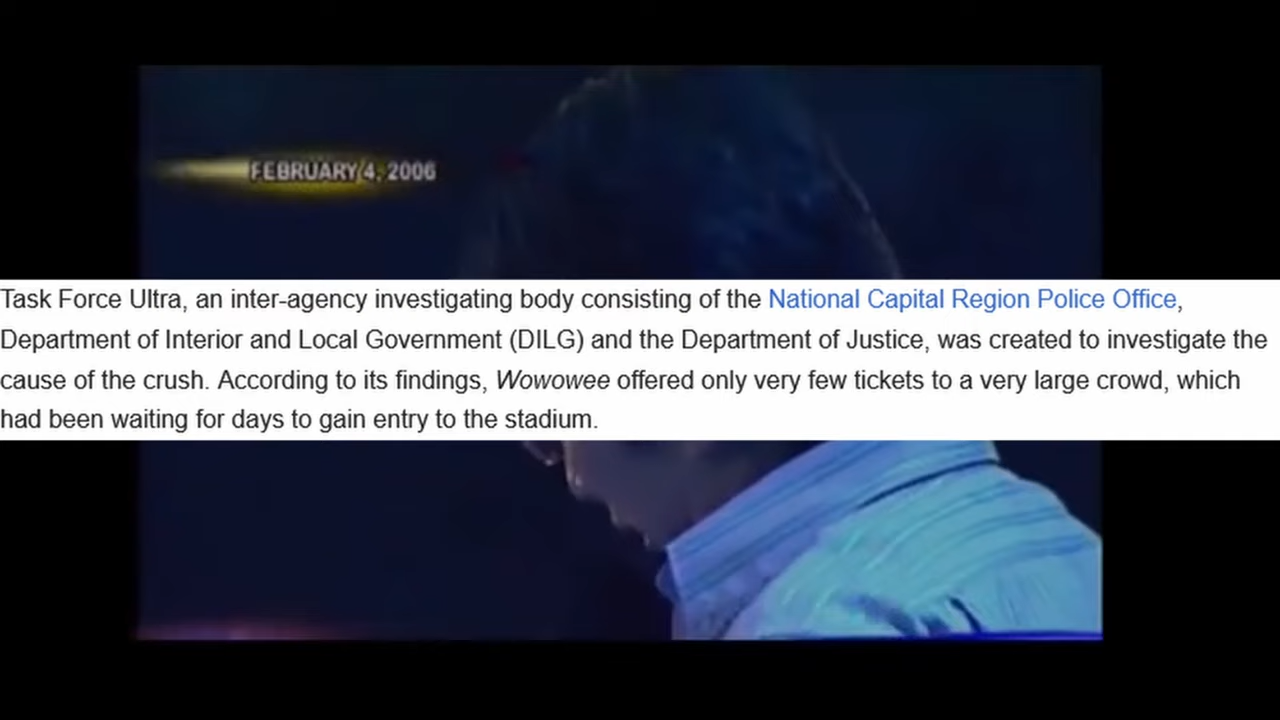 FEBRUARY 4, 2006
Task Force Ultra, an inter-agency investigating body consisting of the National Capital Region Police Office,
Department of Interior and Local Government (DILG) and the Department of Justice, was created to investigate the
cause of the crush. According to its findings, Wowowee offered only very few tickets to a very large crowd, which
had been waiting for days to gain entry to the stadium.